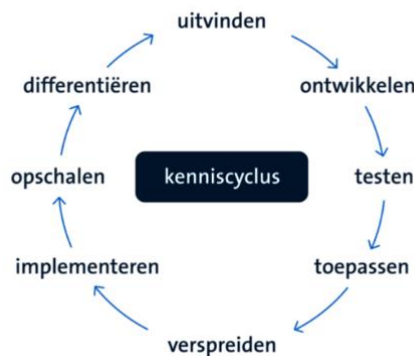 uitvinden
ontwikkelen
testen
toepassen
verspreiden
implementeren
opschalen
differentiëren
kenniscyclus